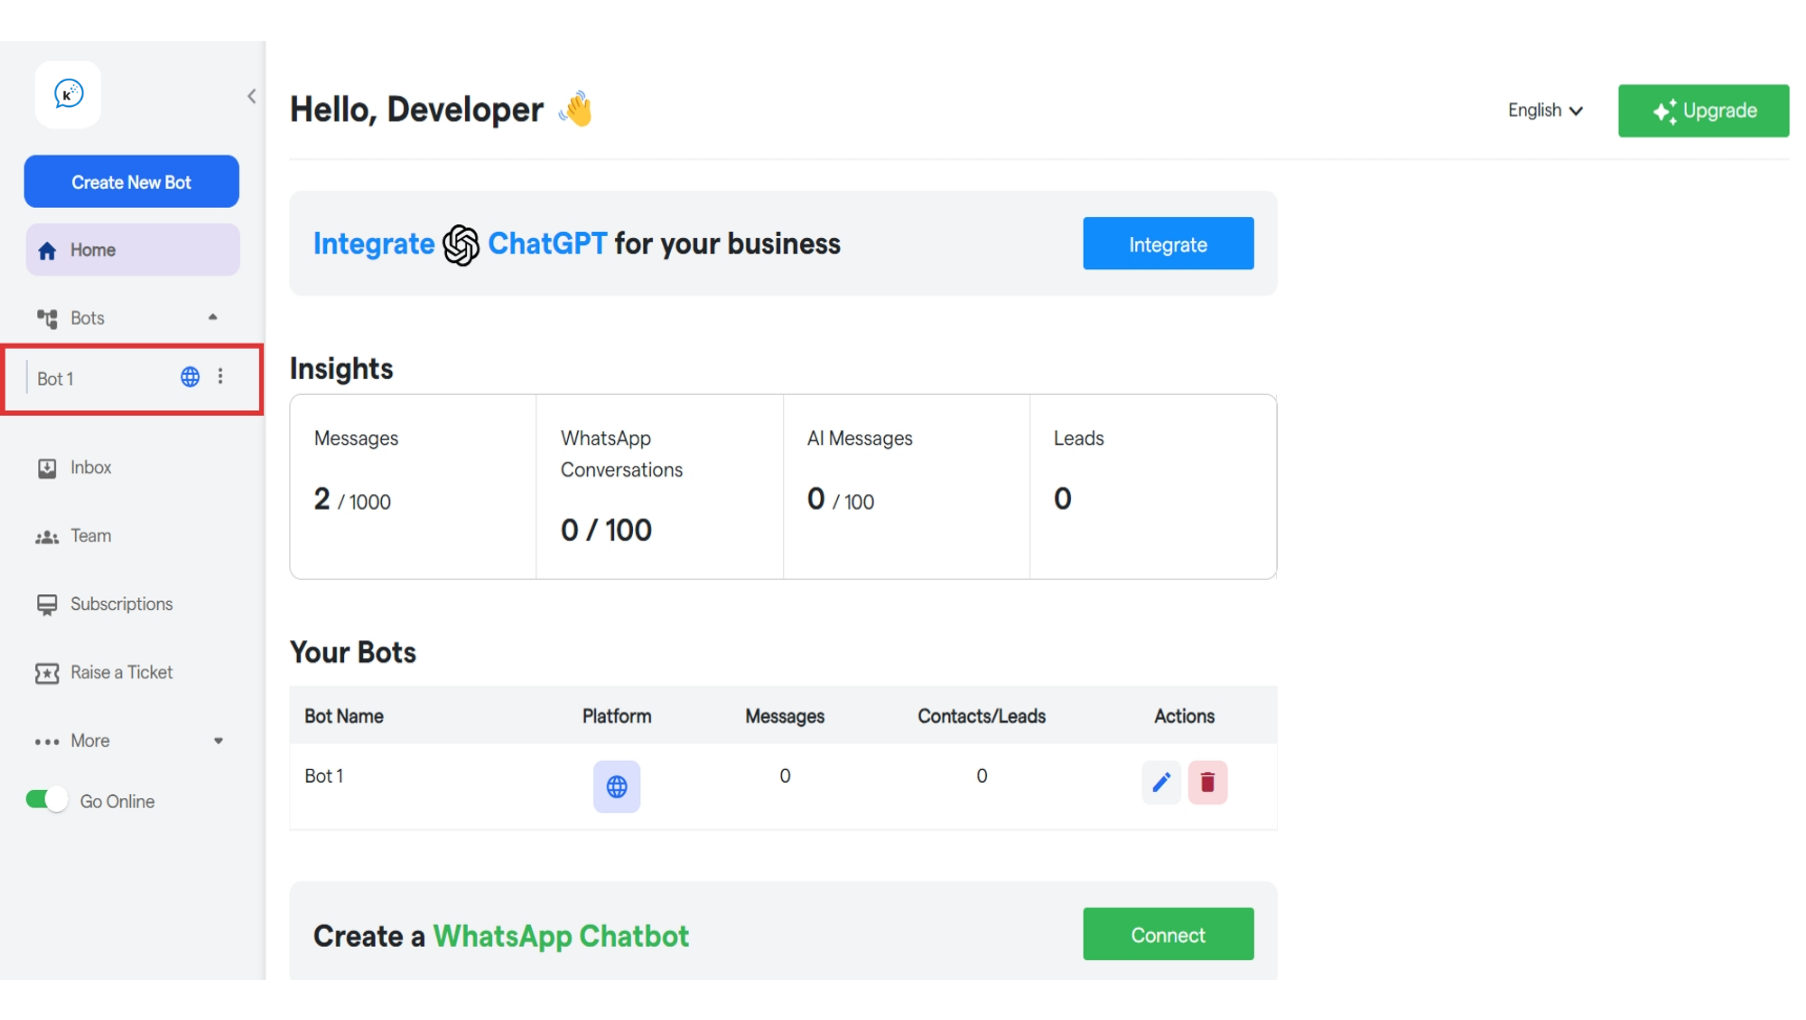 K
Hello, Developer
English
Upgrade
Create New Bot
Home
Bots
Bot 1
Inbox
Team
Subscriptions
Raise a Ticket
More
Go Online
Integrate ChatGPT for your business
Integrate
Insights
Messages
2 / 1000
WhatsApp
Conversations
0 / 100
AI Messages
0 / 100
Leads
0
Your Bots
Bot Name Platform Messages Contacts/Leads Actions
Bot 1 0 0
Create a WhatsApp Chatbot
Connect